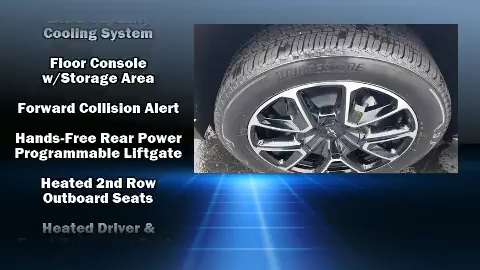 Cooling System
Floor Console
w/Storage Area
Forward Collision Alert
Hands-Free Rear Power
Programmable Liftgate
Heated 2nd Row
Outboard Seats
Heated Driver &